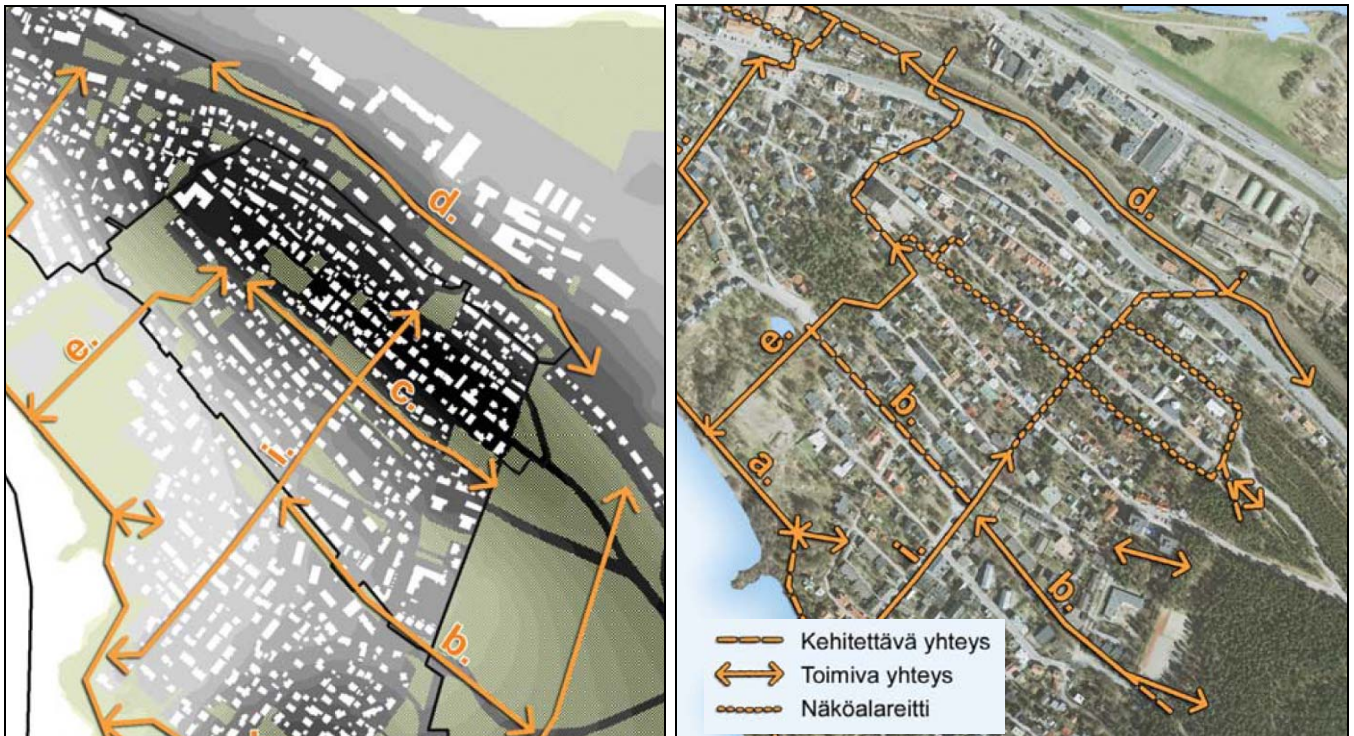 d.
e.
c.
i.
b.
d.
e.
b.
a.
i.
b.
Kehitettävä yhteys
Toimiva yhteys
Näköalareitti